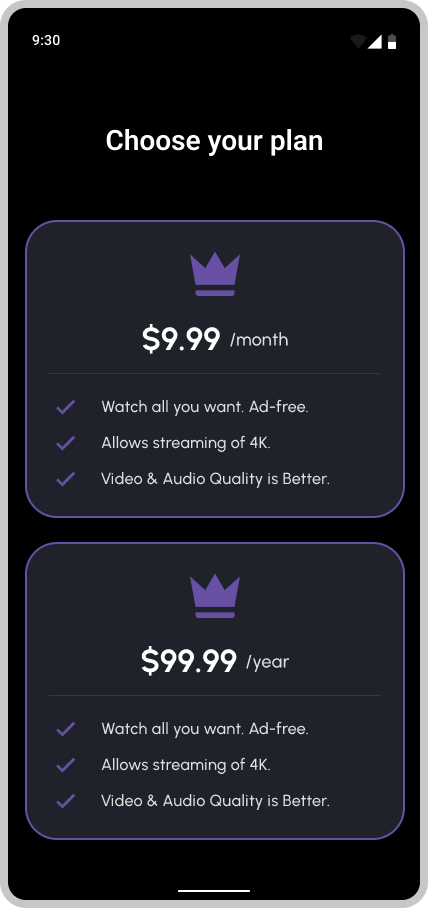 9:30
Choose your plan
$9.99 /month
Watch all you want. Ad-free.
Allows streaming of 4K.
Video & Audio Quality is Better.
$99.99 /year
Watch all you want. Ad-free.
Allows streaming of 4K.
Video & Audio Quality is Better.